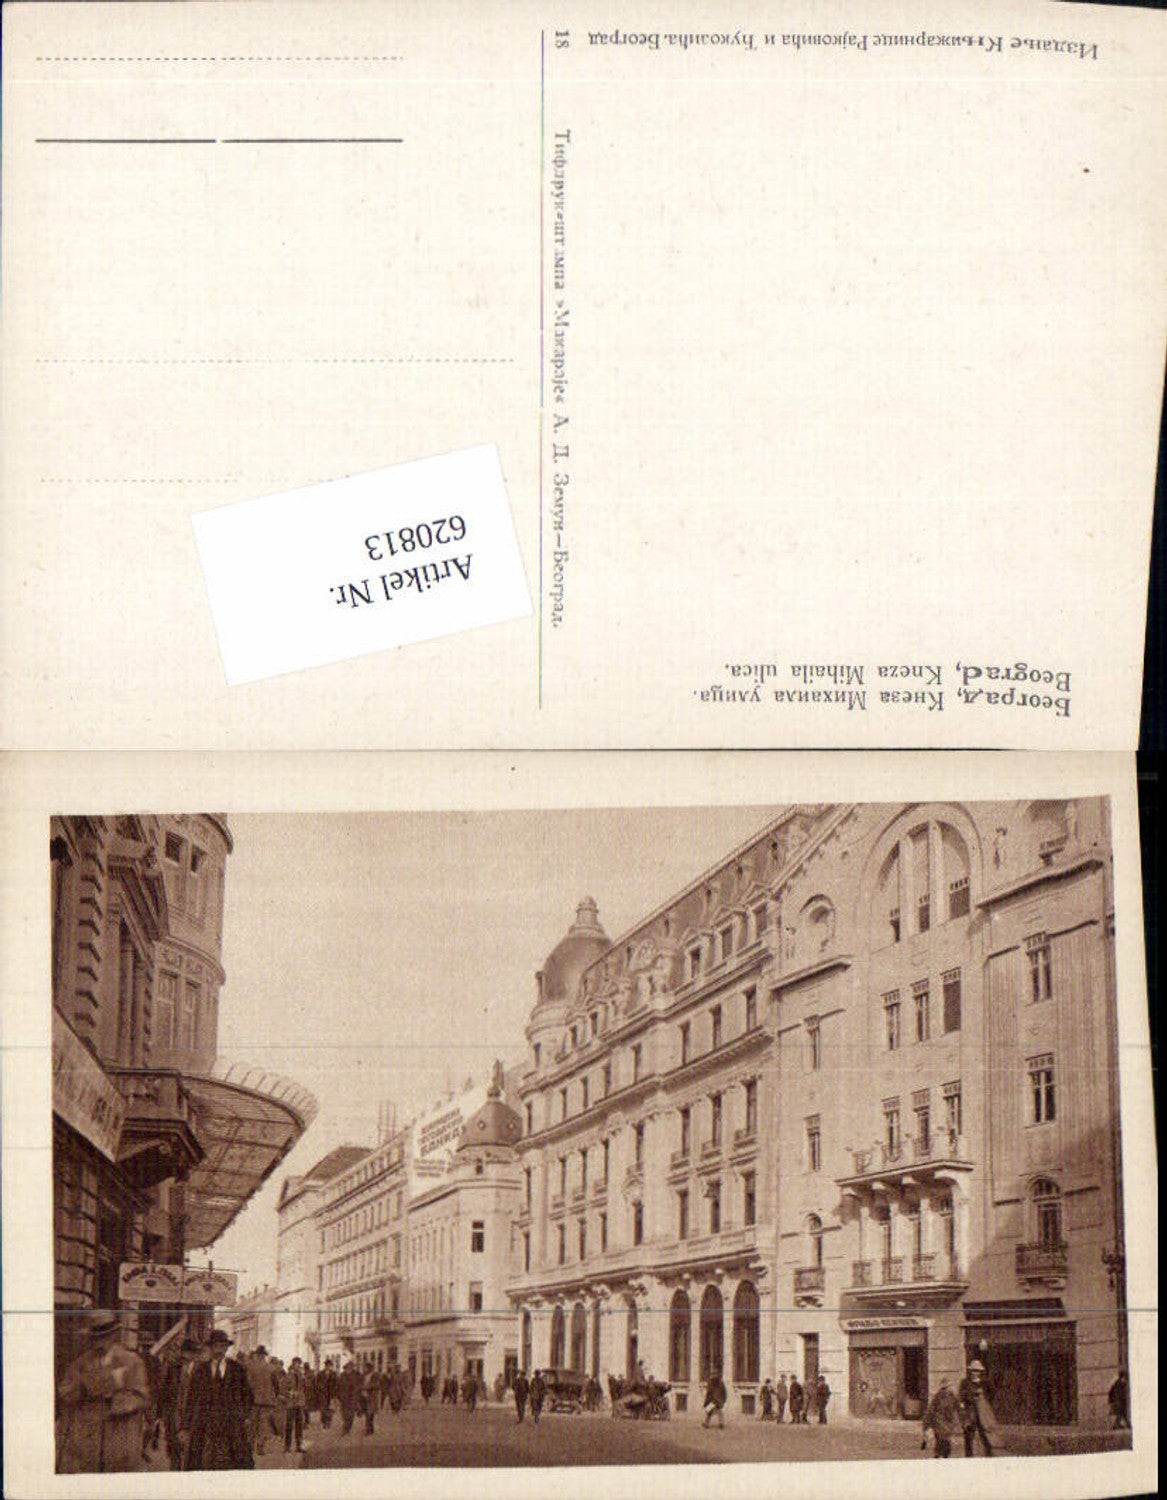 Београд, Кнеза Михаила улица.
Beograd, Kneza Mihaila ulica.
Тифдрук-штампа »Макарије« А. Д. Земун—Београд.
Издање Књижарнице Рајковића и Ћуковића. Београд
18
Artikel Nr.
620813
БАНКА